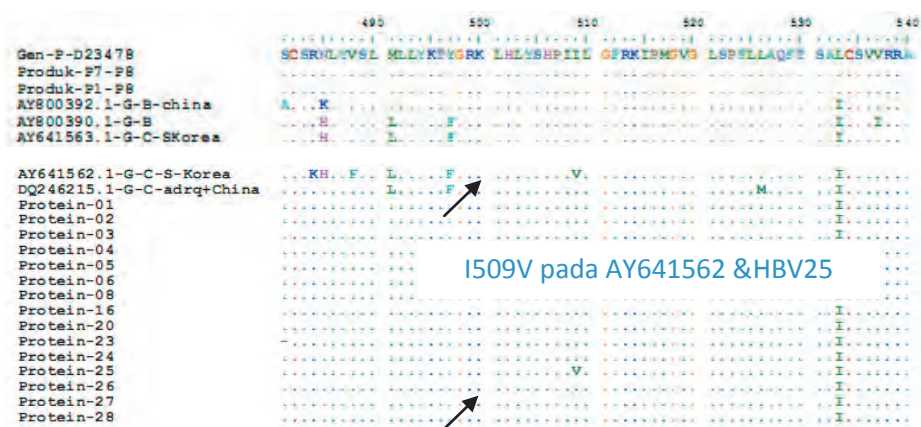 490 500 510 520 530 540
Gen-P-D23478 SCSRNLYVSL MLLYKTYGRK LHLYSHPIIL GFRKIPMGVG LSPFLLAQFT SALCSVVRRA
Produk-P7-P8
Produk-P1-P8
AY800392.1-G-B-china A...K I
AY800390.1-G-B H L F I...I
AY641563.1-G-C-SKorea H L F I
AY641562.1-G-C-S-Korea KH..F L F V I
DQ246215.1-G-C-adrq+China L F M I
Protein-01 I
Protein-02 I
Protein-03 I
Protein-04
Protein-05
I509V pada AY641562 &HBV25
Protein-06
Protein-08
Protein-16 I
Protein-20 I
Protein-23 - I
Protein-24 I
Protein-25 V I
Protein-26 I
Protein-27 I
Protein-28 I